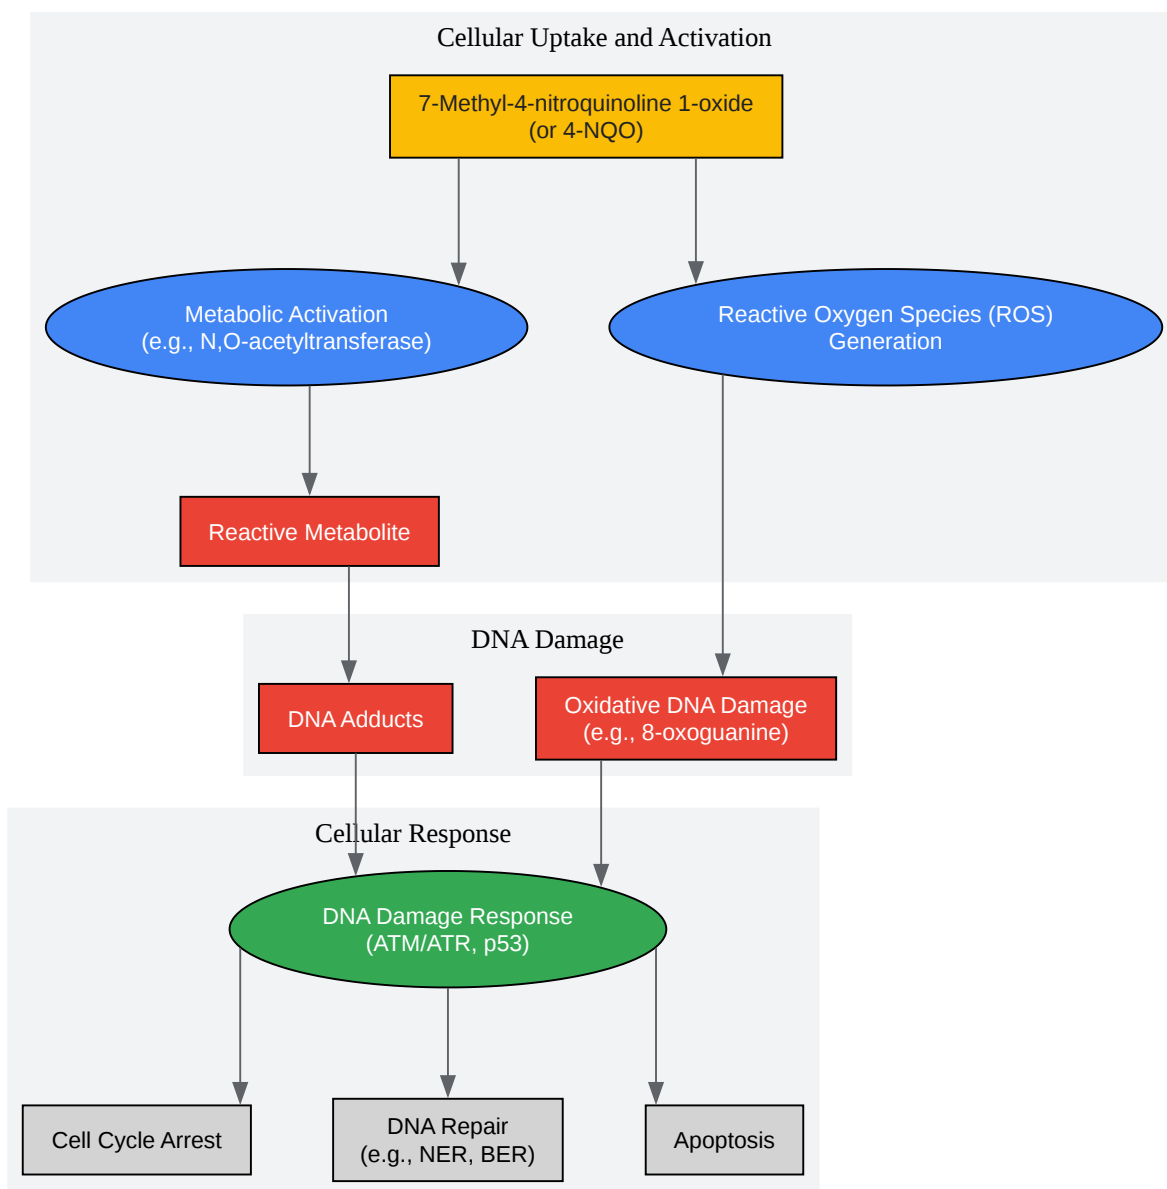 Cellular Uptake and Activation
7-Methyl-4-nitroquinoline 1-oxide
(or 4-NQO)
Metabolic Activation
(e.g., N,O-acetyltransferase)
Reactive Oxygen Species (ROS)
Generation
Reactive Metabolite
DNA Damage
DNA Adducts
Oxidative DNA Damage
(e.g., 8-oxoguanine)
Cellular Response
DNA Damage Response
(ATM/ATR, p53)
Cell Cycle Arrest
DNA Repair
(e.g., NER, BER)
Apoptosis